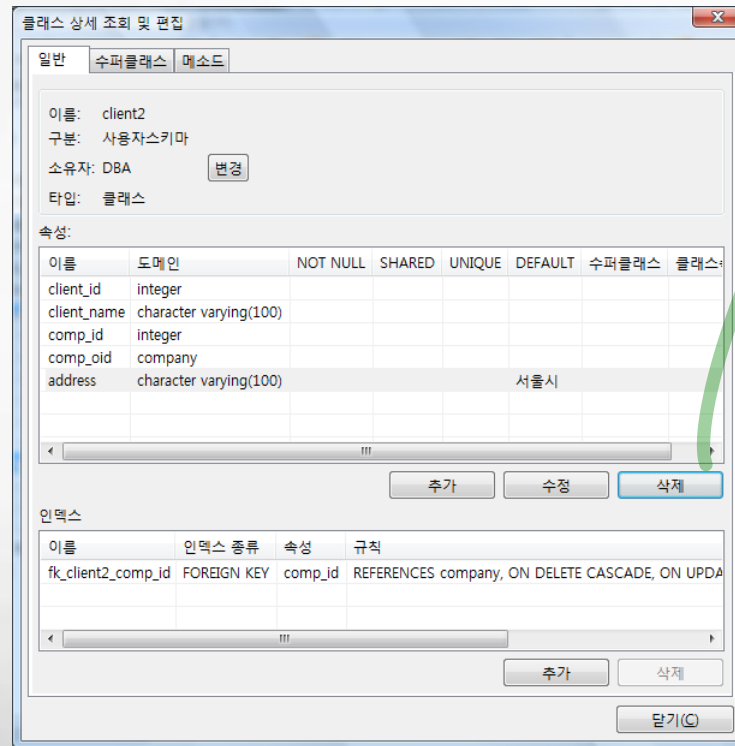 클래스 상세 조회 및 편집
일반 수퍼클래스 메소드
이름: client2
구분: 사용자스키마
소유자: DBA 변경
타입: 클래스
속성:
이름 도메인 NOT NULL SHARED UNIQUE DEFAULT 수퍼클래스 클래스
client_id integer
client_name character varying(100)
comp_id integer
comp_oid company
address character varying(100) 서울시
추가 수정 삭제
인덱스
이름 인덱스 종류 속성 규칙
fk_client2_comp_id FOREIGN KEY comp_id REFERENCES company, ON DELETE CASCADE, ON UPDA
추가 삭제
닫기(C)